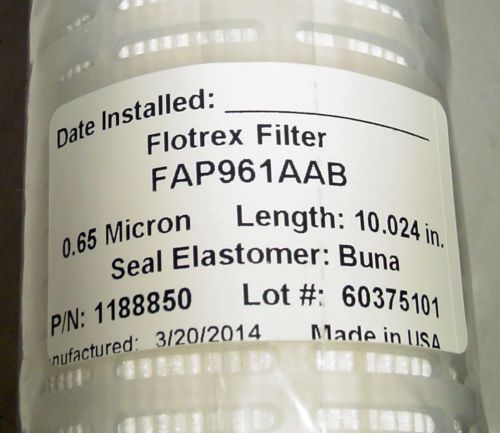 Date Installed:
Flotrex Filter
FAP961AAB
0.65 Micron Length: 10.024 in.
Seal Elastomer: Buna
P/N: 1188850 Lot #: 60375101
nufactured: 3/20/2014 Made in USA